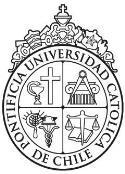 PONTIFICIA UNIVERSIDAD CATOLICA
DE CHILE